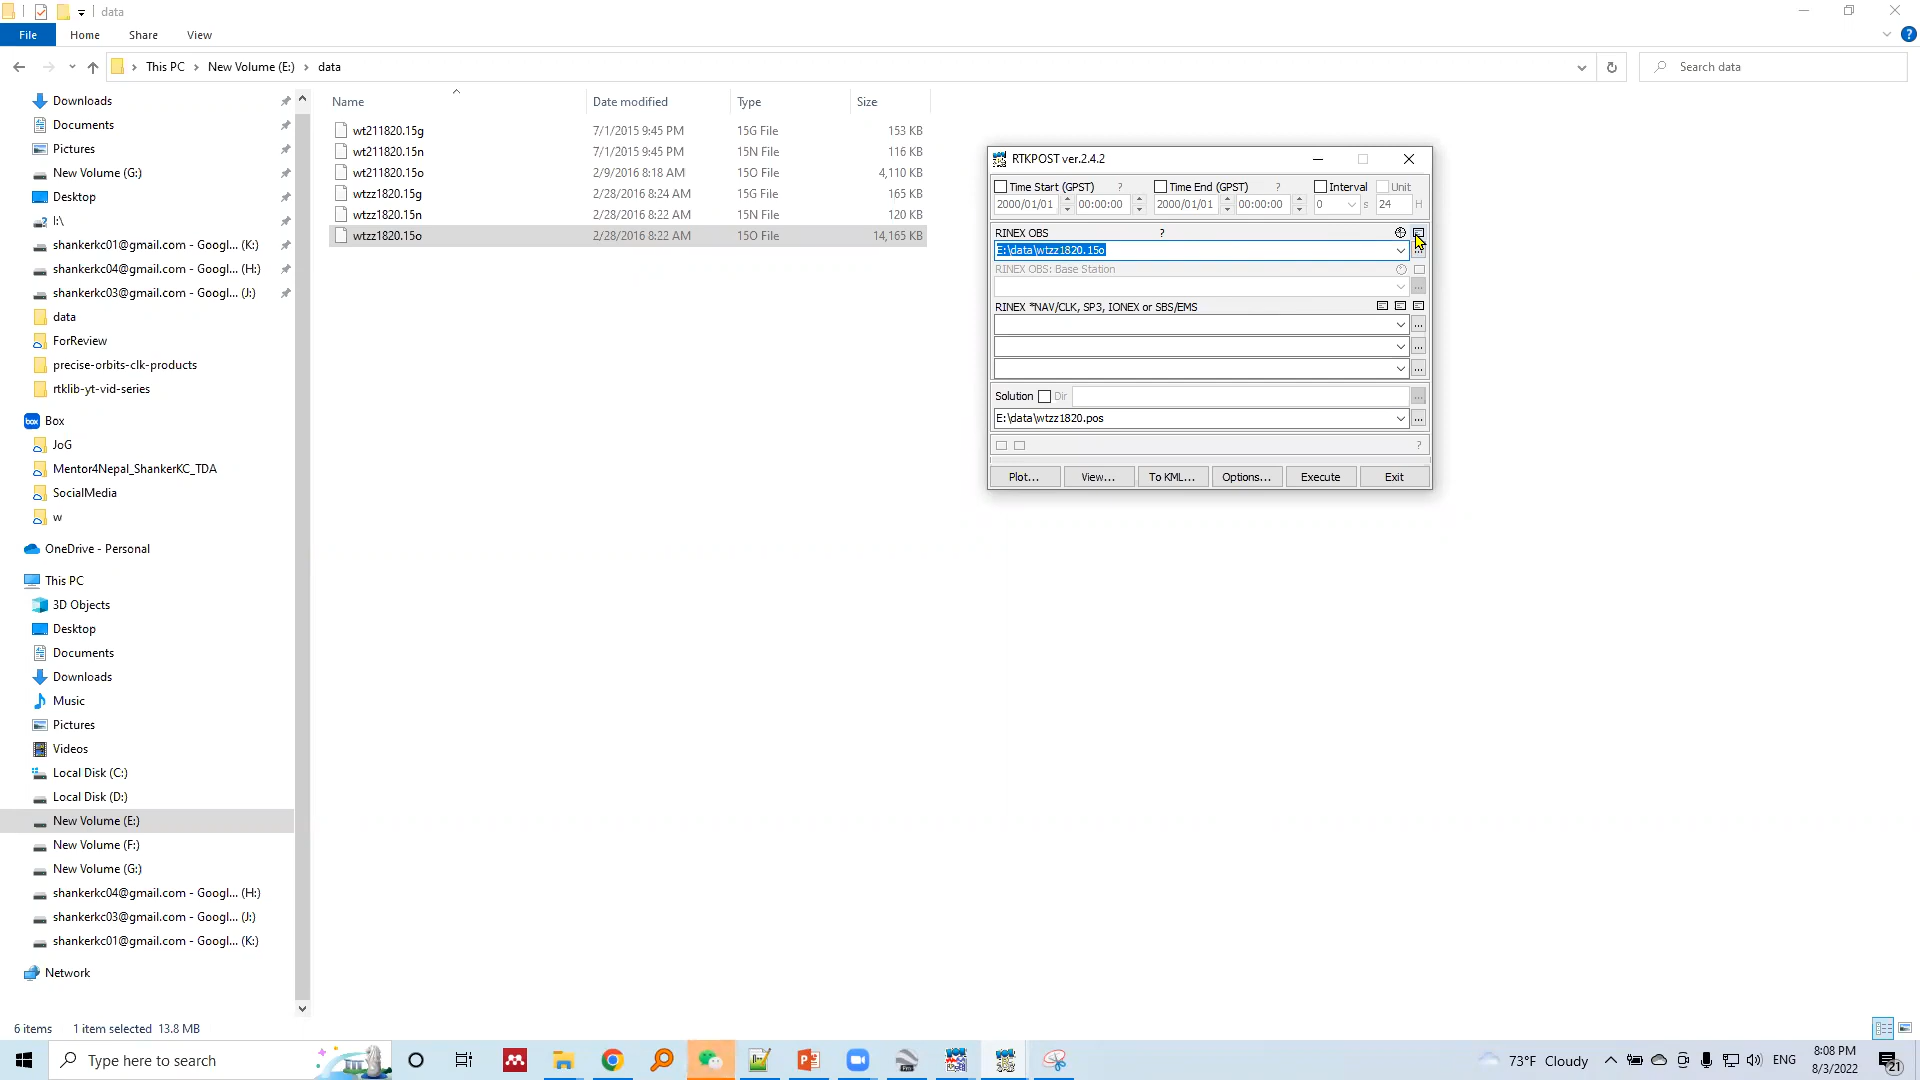 data
File Home Share View
This PC New Volume (E:) data
Search data
Name Date modified Type Size
wt211820.15g 7/1/2015 9:45 PM 15G File 153 KB
wt211820.15n 7/1/2015 9:45 PM 15N File 116 KB
wt211820.15o 2/9/2016 8:18 AM 15O File 4,110 KB
wtzz1820.15g 2/28/2016 8:24 AM 15G File 165 KB
wtzz1820.15n 2/28/2016 8:22 AM 15N File 120 KB
wtzz1820.15o 2/28/2016 8:22 AM 15O File 14,165 KB
Downloads
Documents
Pictures
New Volume (G:)
Desktop
I:\
shankerkc01@gmail.com - Googl... (K:)
shankerkc04@gmail.com - Googl... (H:)
shankerkc03@gmail.com - Googl... (J:)
data
ForReview
precise-orbits-clk-products
rtklib-yt-vid-series
box Box
JoG
Mentor4Nepal_ShankerKC_TDA
SocialMedia
w
OneDrive - Personal
This PC
3D Objects
Desktop
Documents
Downloads
Music
Pictures
Videos
Local Disk (C:)
Local Disk (D:)
New Volume (E:)
New Volume (F:)
New Volume (G:)
shankerkc04@gmail.com - Googl... (H:)
shankerkc03@gmail.com - Googl... (J:)
shankerkc01@gmail.com - Googl... (K:)
Network
6 items 1 item selected 13.8 MB
RTKPOST ver.2.4.2
Time Start (GPST) ? Time End (GPST) ? Interval Unit
2000/01/01 00:00:00 2000/01/01 00:00:00 0 s 24 H
RINEX OBS ?
E:\data\wtzz1820.15o ...
RINEX OBS: Base Station
...
RINEX *NAV/CLK, SP3, IONEX or SBS/EMS
...
...
...
Solution Dir ...
E:\data\wtzz1820.pos ...
?
Plot... View... To KML... Options... Execute Exit
Type here to search
73°F Cloudy ENG 8:08 PM
8/3/2022
21